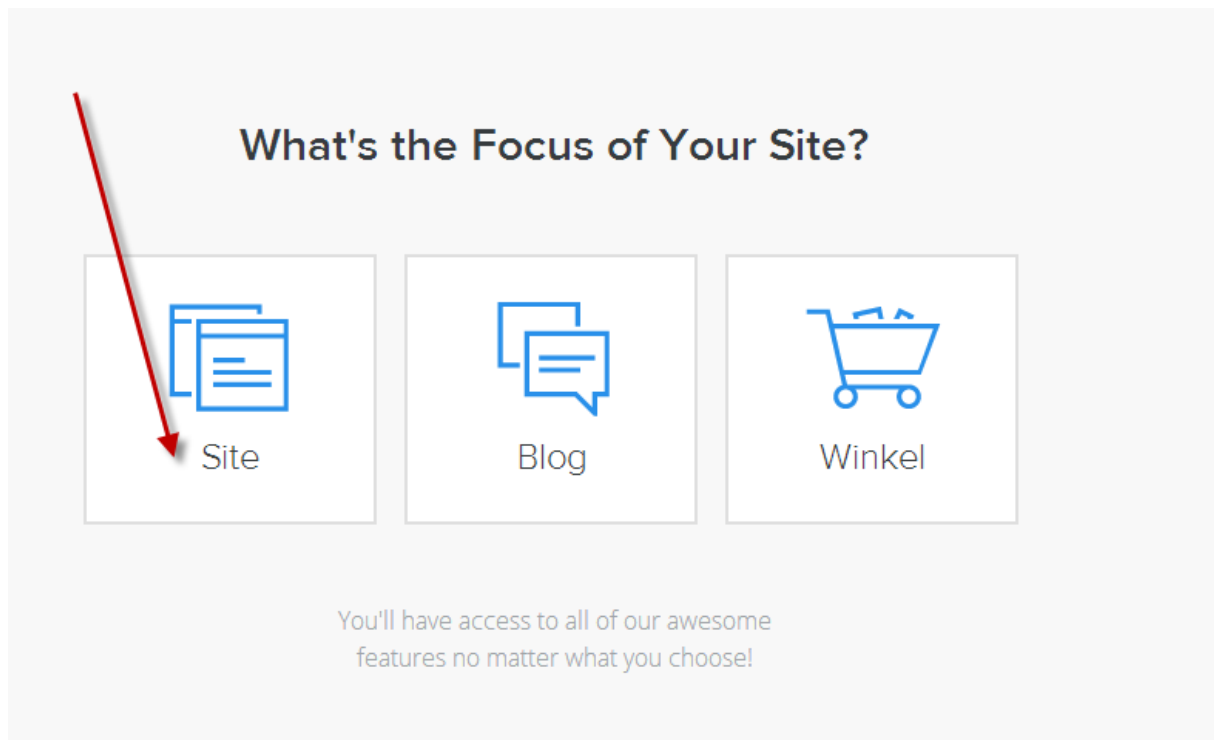 What's the Focus of Your Site?
Site
Blog
Winkel
You'll have access to all of our awesome
features no matter what you choose!